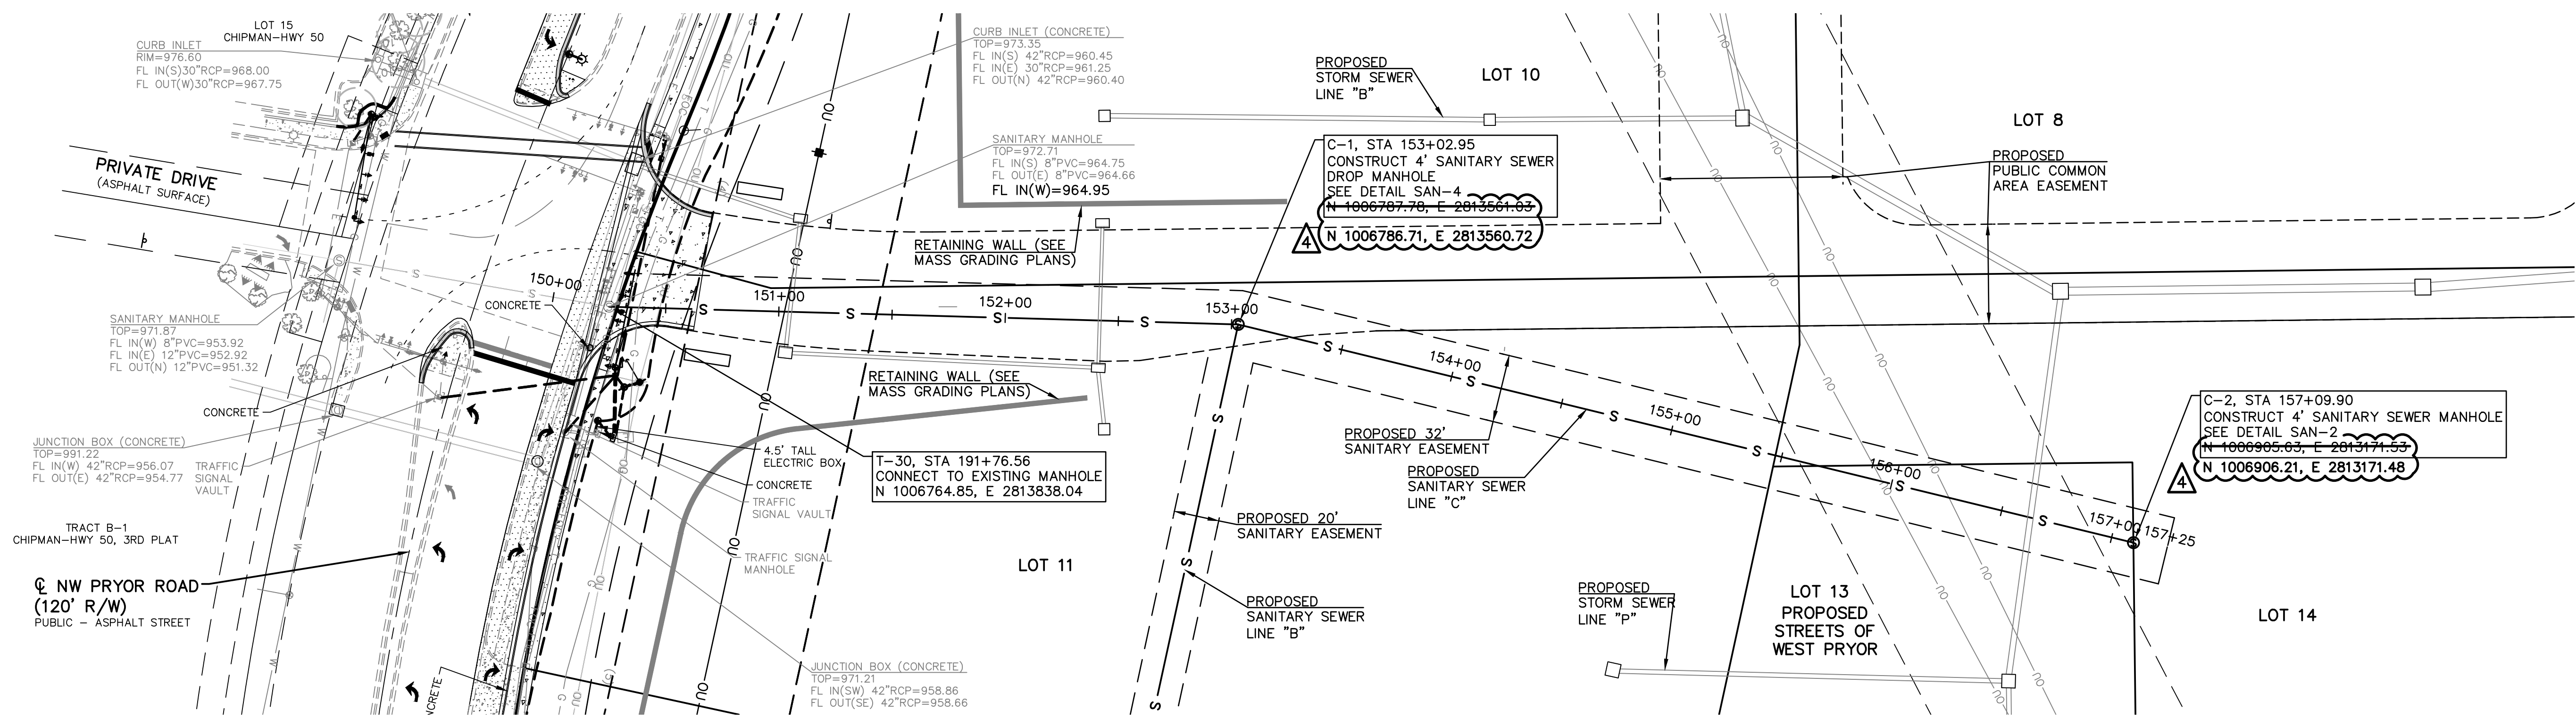 LOT 15
CHIPMAN-HWY 50
CURB INLET
RIM=976.60
FL IN(S)30"RCP=968.00
FL OUT(W)30"RCP=967.75
PRIVATE DRIVE
(ASPHALT SURFACE)
SANITARY MANHOLE
TOP=971.87
FL IN(W) 8"PVC=953.92
FL IN(E) 12"PVC=952.92
FL OUT(N) 12"PVC=951.32
CONCRETE
JUNCTION BOX (CONCRETE)
TOP=991.22
FL IN(W) 42"RCP=956.07
FL OUT(E) 42"RCP=954.77
TRAFFIC
SIGNAL
VAULT
TRACT B-1
CHIPMAN-HWY 50, 3RD PLAT
℄ NW PRYOR ROAD
(120' R/W)
PUBLIC - ASPHALT STREET
CONCRETE
150+00
151+00
152+00
153+00
154+00
155+00
156+00
157+00
157+25
CURB INLET (CONCRETE)
TOP=973.35
FL IN(S) 42"RCP=960.45
FL IN(E) 30"RCP=961.25
FL OUT(N) 42"RCP=960.40
SANITARY MANHOLE
TOP=972.71
FL IN(S) 8"PVC=964.75
FL OUT(E) 8"PVC=964.66
FL IN(W)=964.95
RETAINING WALL (SEE
MASS GRADING PLANS)
RETAINING WALL (SEE
MASS GRADING PLANS)
4.5' TALL
ELECTRIC BOX
CONCRETE
TRAFFIC
SIGNAL VAULT
TRAFFIC SIGNAL
MANHOLE
T-30, STA 191+76.56
CONNECT TO EXISTING MANHOLE
N 1006764.85, E 2813838.04
JUNCTION BOX (CONCRETE)
TOP=971.21
FL IN(SW) 42"RCP=958.86
FL OUT(SE) 42"RCP=958.66
NCRETE
LOT 11
PROPOSED
STORM SEWER
LINE "B"
LOT 10
C-1, STA 153+02.95
CONSTRUCT 4' SANITARY SEWER
DROP MANHOLE
SEE DETAIL SAN-4
N 1006787.78, E 2813561.03
4
N 1006786.71, E 2813560.72
PROPOSED 32'
SANITARY EASEMENT
PROPOSED
SANITARY SEWER
LINE "C"
PROPOSED 20'
SANITARY EASEMENT
PROPOSED
SANITARY SEWER
LINE "B"
LOT 8
PROPOSED
PUBLIC COMMON
AREA EASEMENT
PROPOSED
STORM SEWER
LINE "P"
LOT 13
PROPOSED
STREETS OF
WEST PRYOR
C-2, STA 157+09.90
CONSTRUCT 4' SANITARY SEWER MANHOLE
SEE DETAIL SAN-2
N 1006905.63, E 2813171.53
4
N 1006906.21, E 2813171.48
LOT 14